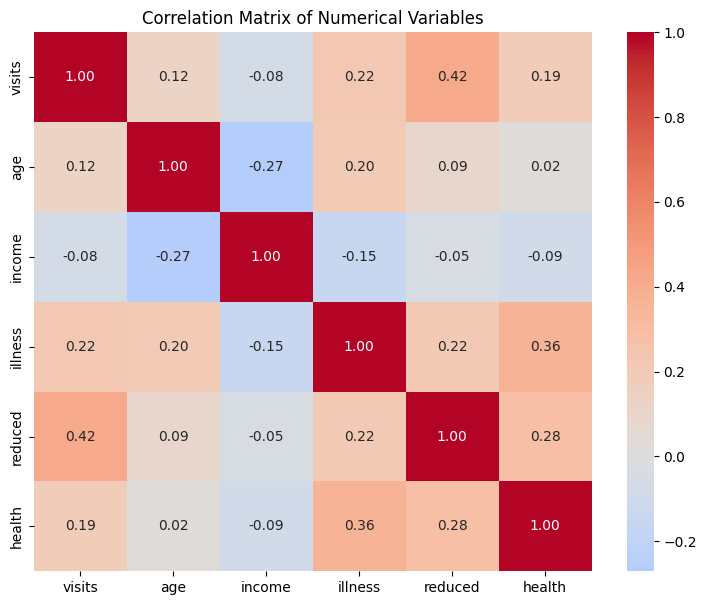 Correlation Matrix of Numerical Variables
visits 1.00 0.12 -0.08 0.22 0.42 0.19
age 0.12 1.00 -0.27 0.20 0.09 0.02
income -0.08 -0.27 1.00 -0.15 -0.05 -0.09
illness 0.22 0.20 -0.15 1.00 0.22 0.36
reduced 0.42 0.09 -0.05 0.22 1.00 0.28
health 0.19 0.02 -0.09 0.36 0.28 1.00
visits age income illness reduced health
1.0
0.8
0.6
0.4
0.2
0.0
−0.2